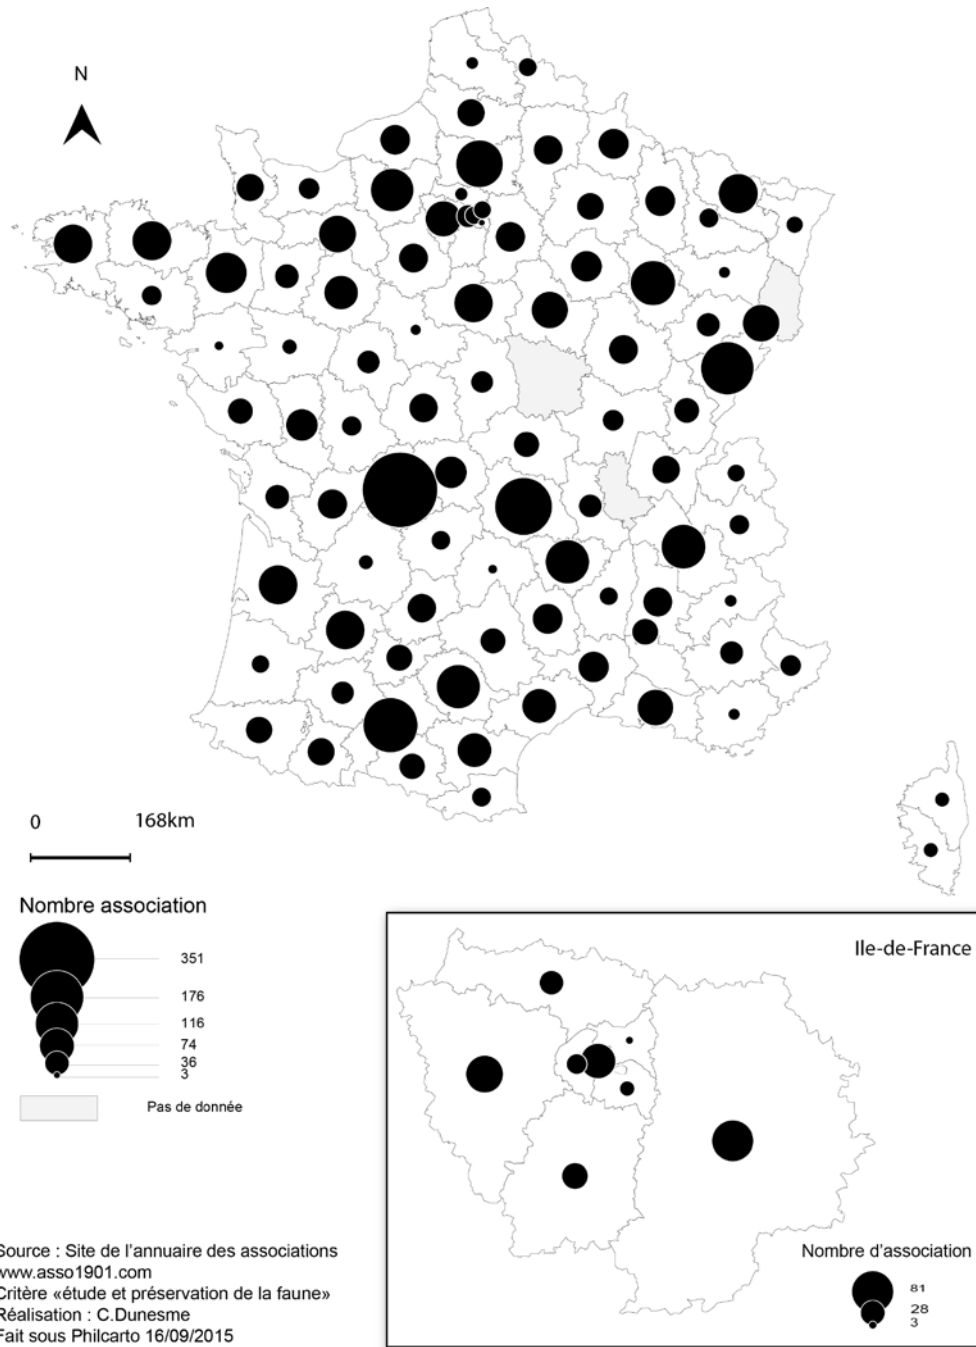 N
0 168km
Nombre association
351
176
116
74
36
3
Pas de donnée
Ile-de-France
Nombre d'association
81
28
3
Source : Site de l'annuaire des associations
www.asso1901.com
Critère «étude et préservation de la faune»
Réalisation : C.Dunesme
Fait sous Philcarto 16/09/2015